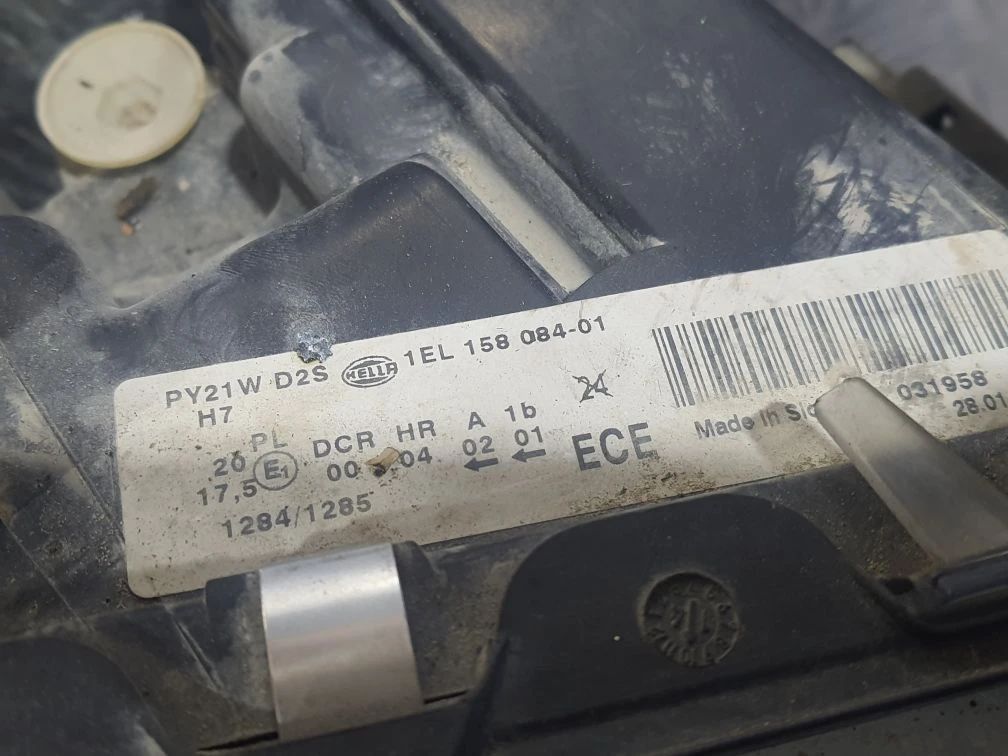 PY21W D2S HELLA 1EL 158 084-01
H7
24
PL DCR HR A 1b
20 E1 00 04 02 01 ECE
17,5
1284/1285
Made In
031958
28.01